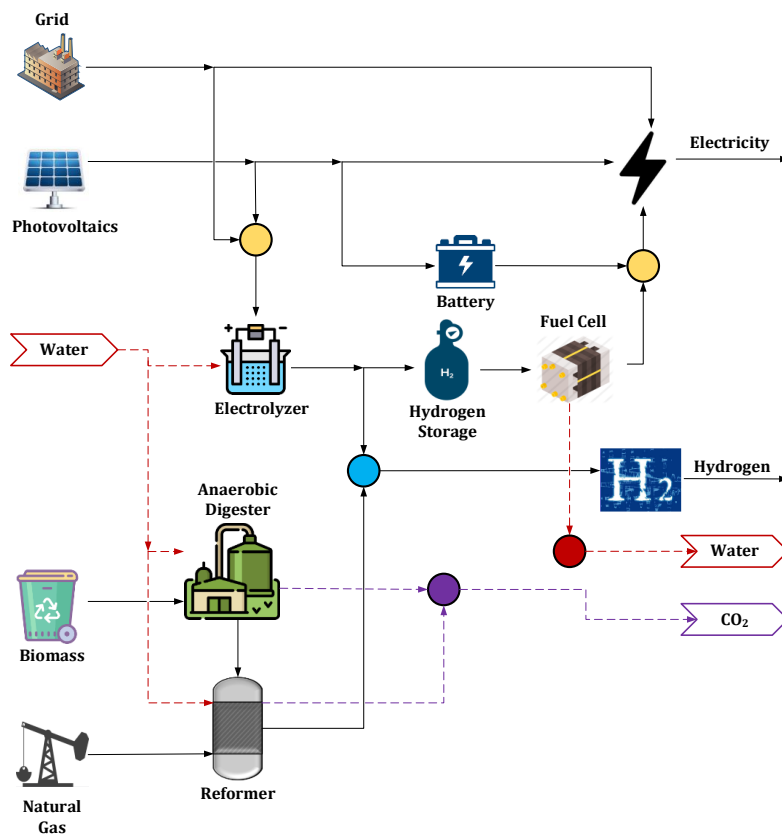 Grid
Electricity
Photovoltaics
Battery
Fuel Cell
+
−
Water
H₂
Electrolyzer
Hydrogen
Storage
Anaerobic
Digester
H2
Hydrogen
Water
Biomass
CO₂
Natural
Gas
Reformer